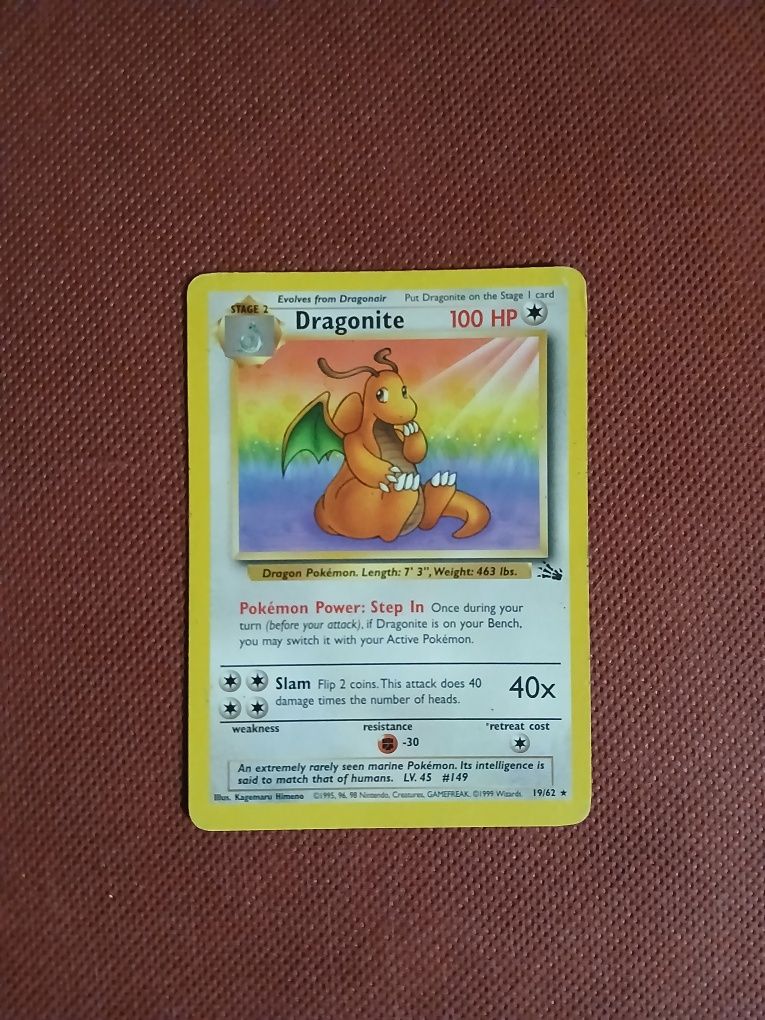 Evolves from Dragonair Put Dragonite on the Stage 1 card
STAGE 2
Dragonite 100 HP
Dragon Pokémon. Length: 7' 3", Weight: 463 lbs.
Pokémon Power: Step In Once during your
turn (before your attack), if Dragonite is on your Bench,
you may switch it with your Active Pokémon.
Slam Flip 2 coins. This attack does 40
damage times the number of heads.
40x
weakness resistance retreat cost
-30
An extremely rarely seen marine Pokémon. Its intelligence is
said to match that of humans. LV. 45 #149
Illus. Kagemaru Himeno ©1995, 96, 98 Nintendo, Creatures, GAMEFREAK. ©1999 Wizards. 19/62